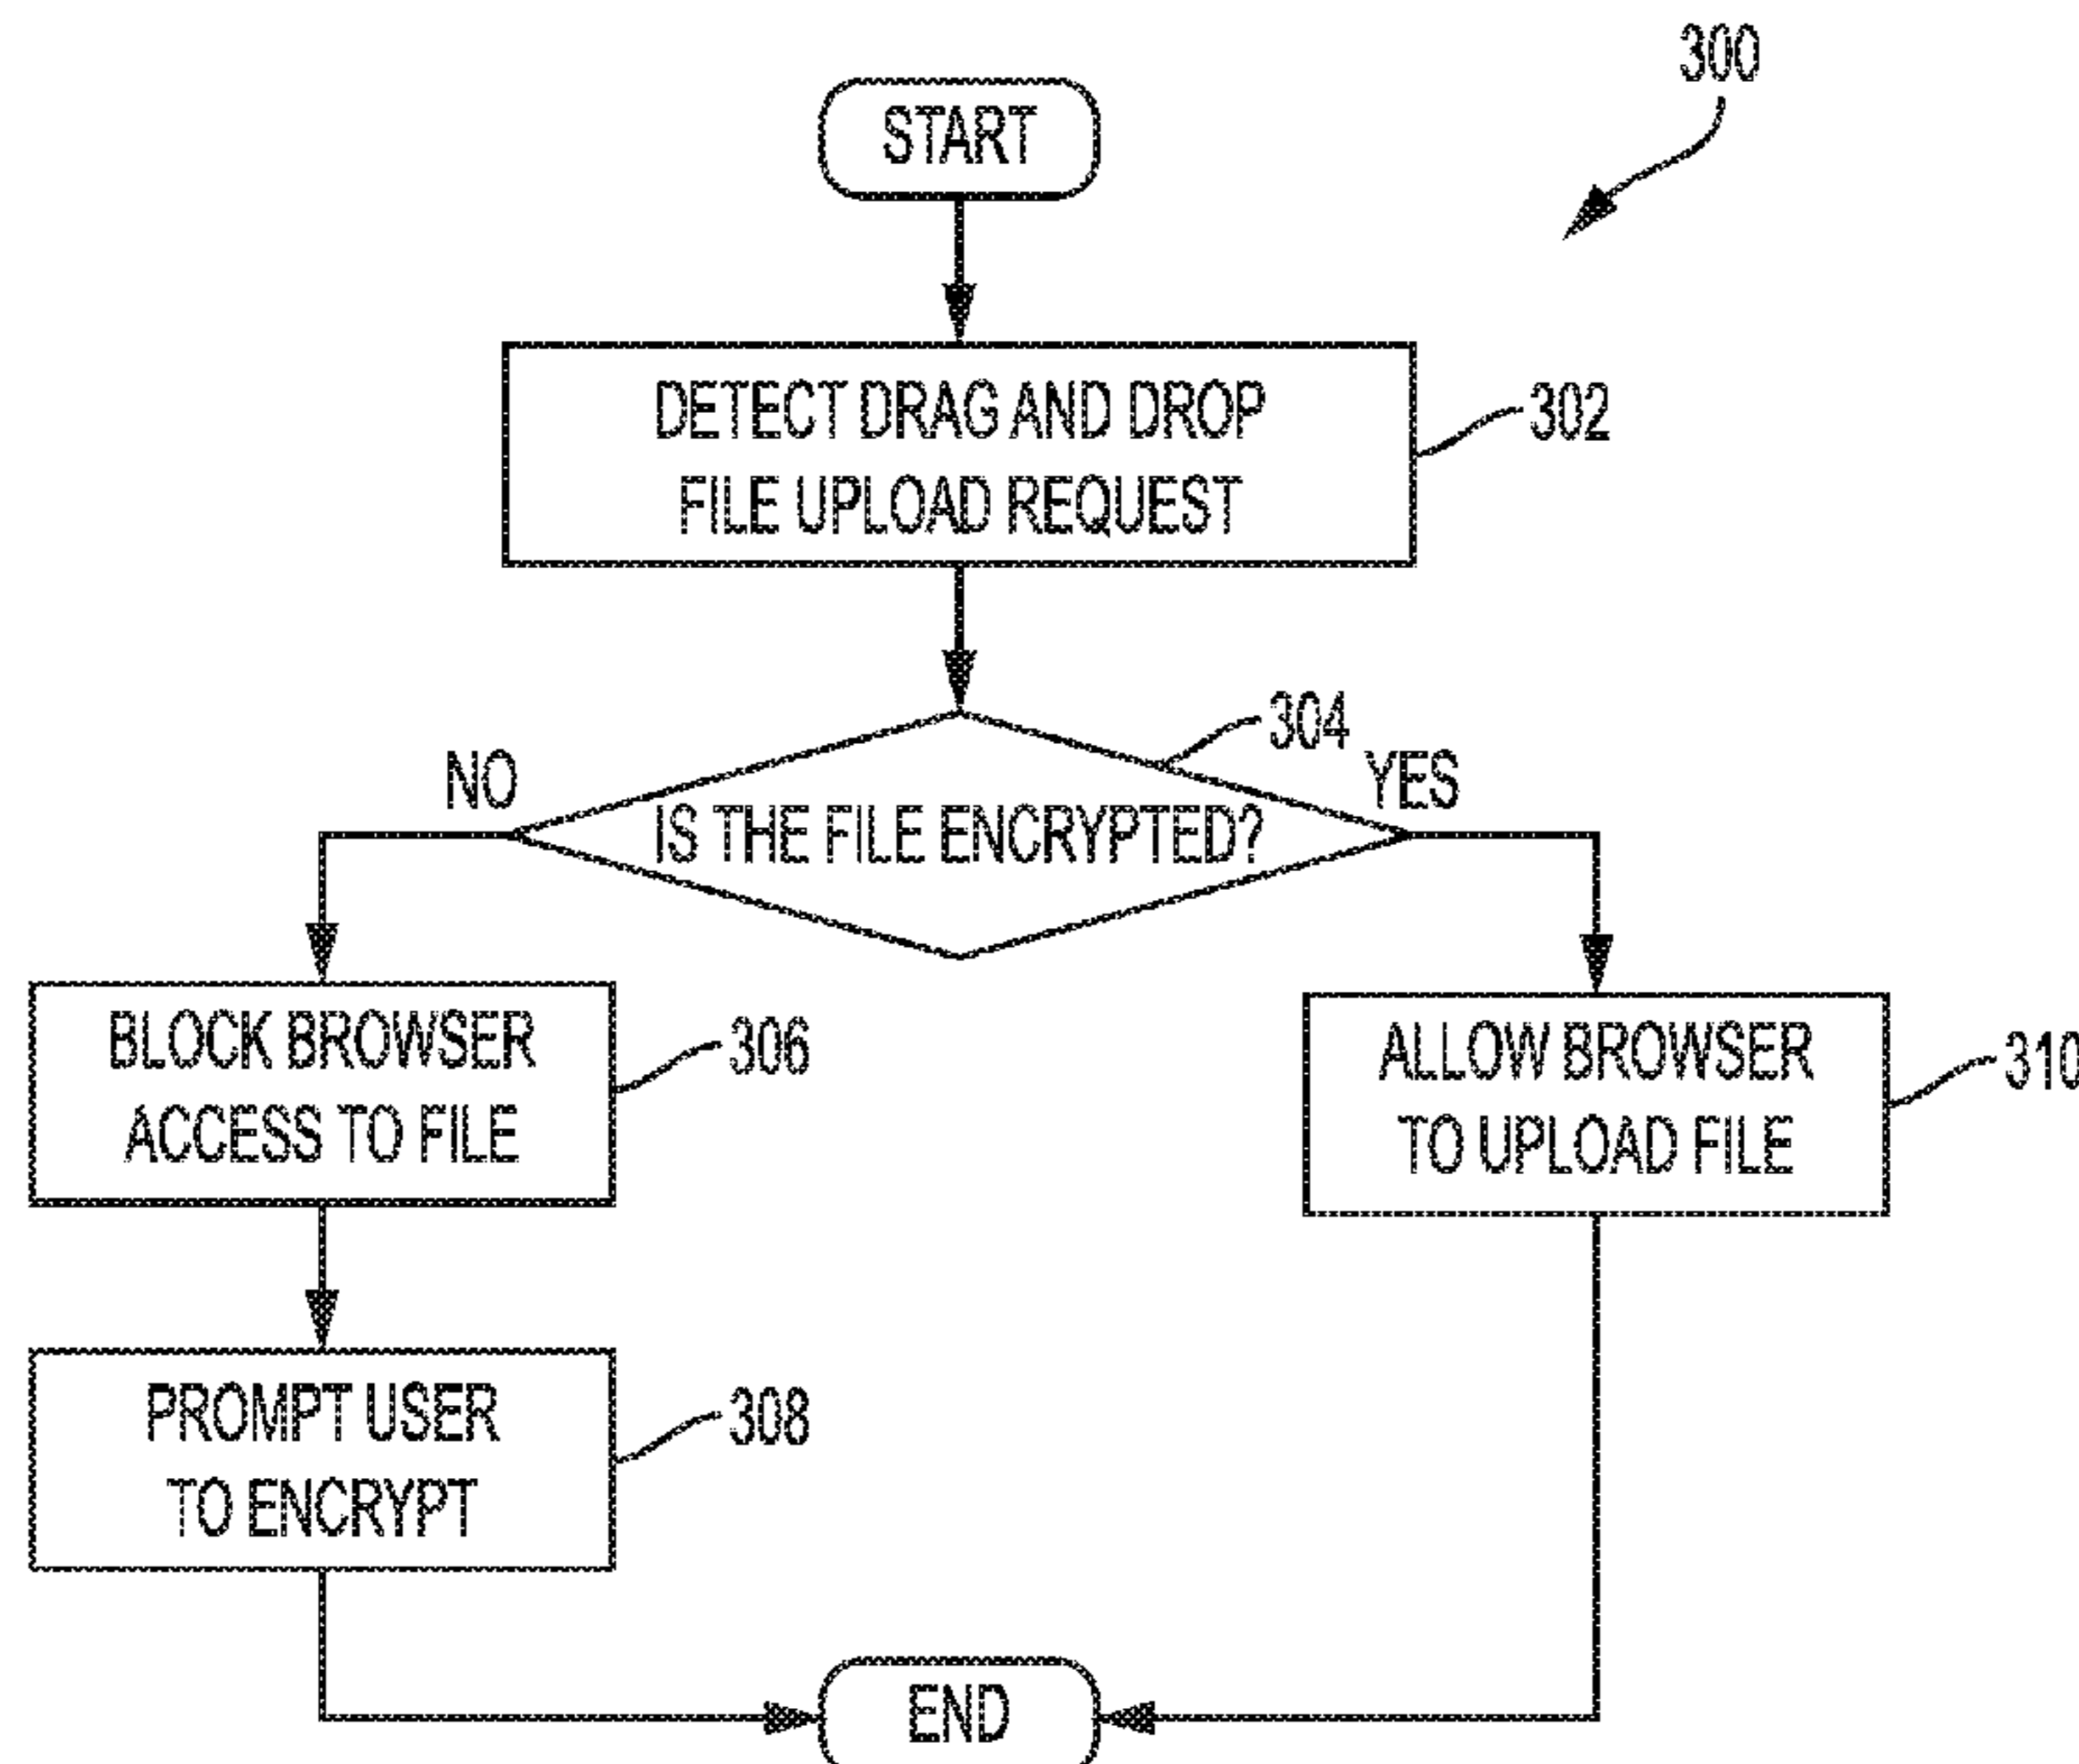 300
START
DETECT DRAG AND DROP
FILE UPLOAD REQUEST
302
304
NO
YES
IS THE FILE ENCRYPTED?
BLOCK BROWSER
ACCESS TO FILE
306
ALLOW BROWSER
TO UPLOAD FILE
310
PROMPT USER
TO ENCRYPT
308
END